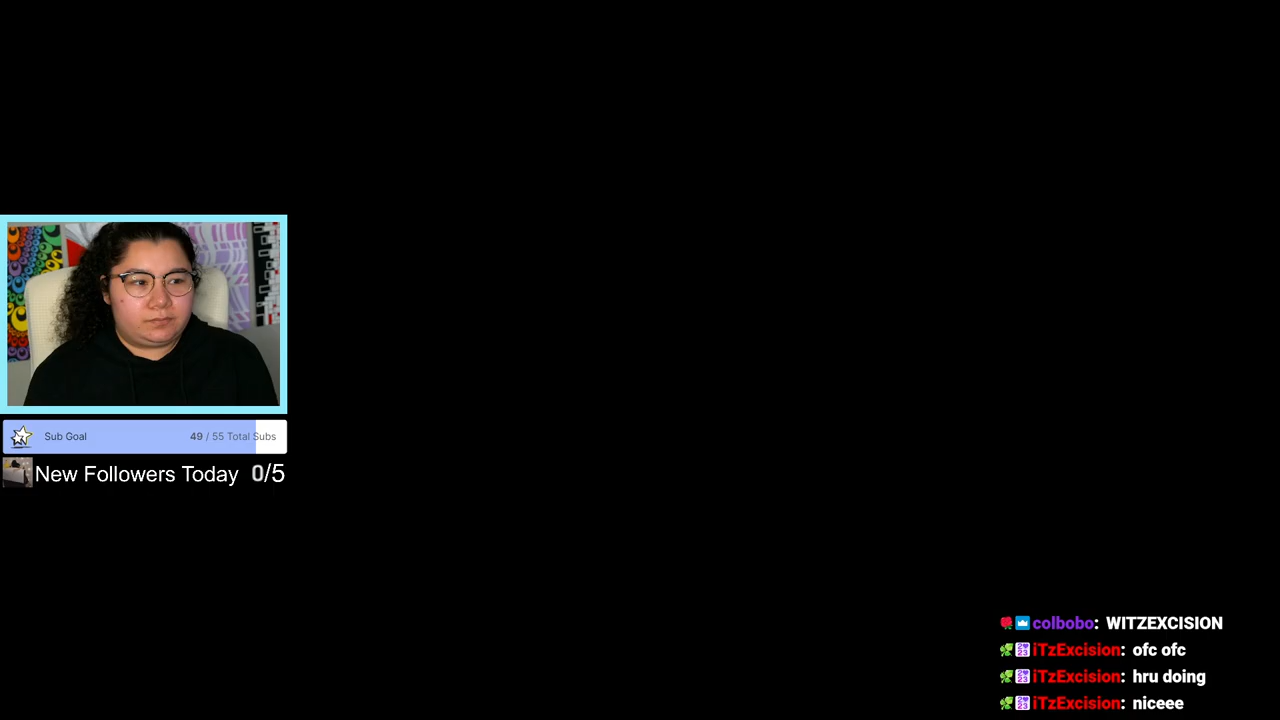 Sub Goal 49 / 55 Total Subs
New Followers Today 0/5
colbobo: WITZEXCISION
iTzExcision: ofc ofc
iTzExcision: hru doing
iTzExcision: niceee